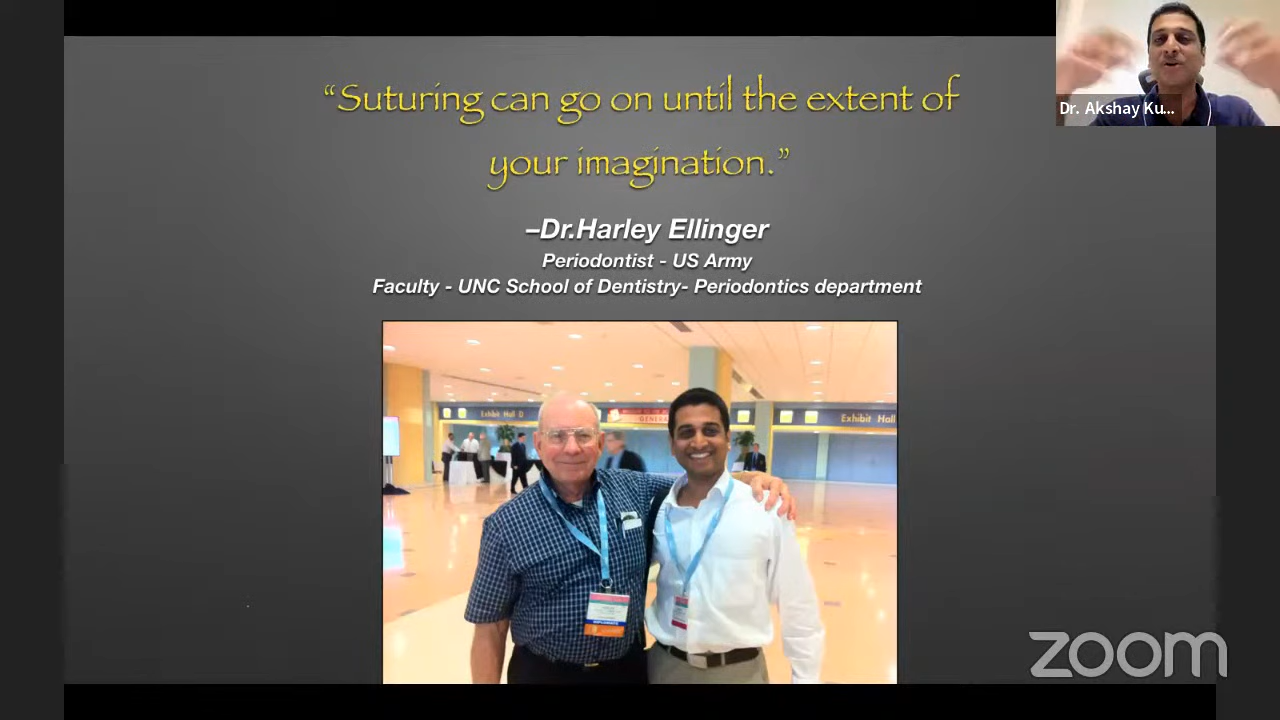 “Suturing can go on until the extent of
your imagination.”
–Dr.Harley Ellinger
Periodontist - US Army
Faculty - UNC School of Dentistry- Periodontics department
Dr. Akshay Ku...
Exhibit Hall D
GENERA
Exhibit Hall
zoom